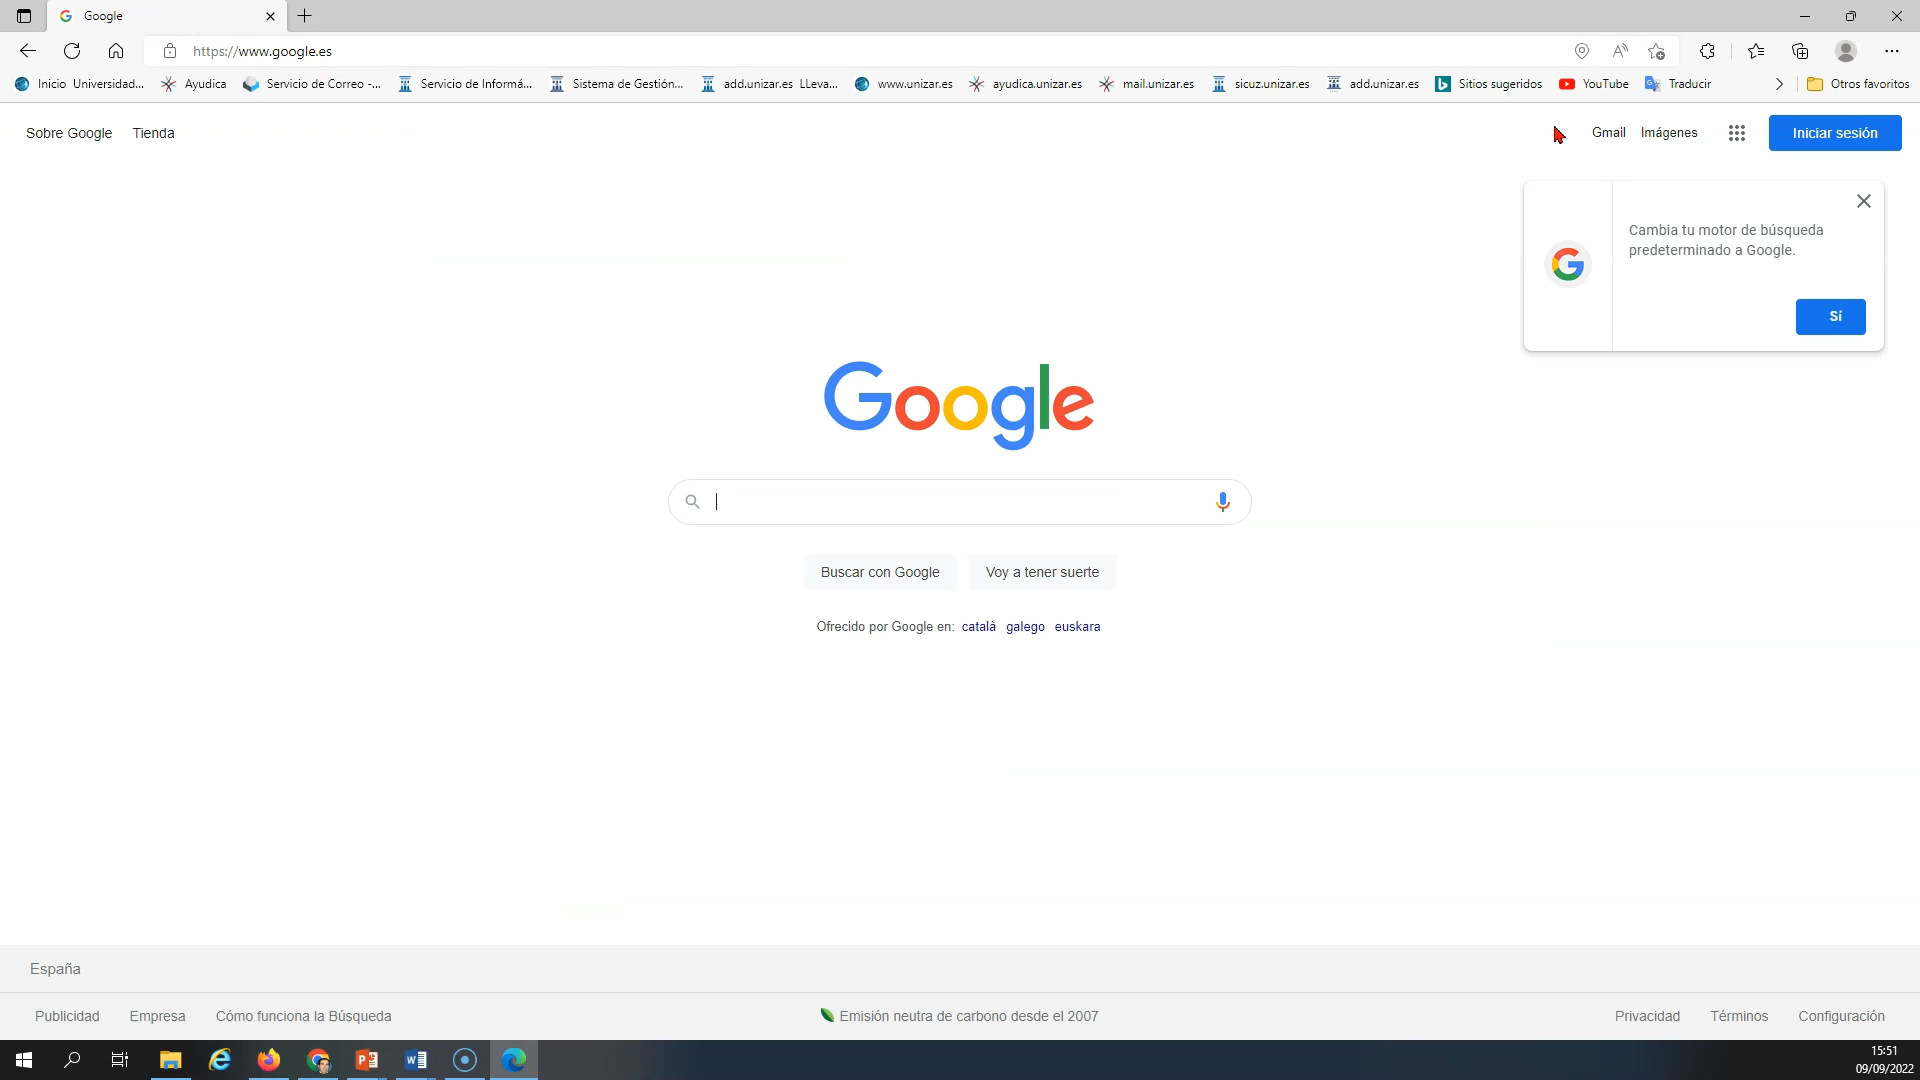 Google
https://www.google.es
Inicio Universidad...
Ayudica
Servicio de Correo -...
Servicio de Informá...
Sistema de Gestión...
add.unizar.es LLeva...
www.unizar.es
ayudica.unizar.es
mail.unizar.es
sicuz.unizar.es
add.unizar.es
Sitios sugeridos
YouTube
Traducir
Otros favoritos
Sobre Google
Tienda
Gmail
Imágenes
Iniciar sesión
Cambia tu motor de búsqueda
predeterminado a Google.
Sí
Google
Buscar con Google
Voy a tener suerte
Ofrecido por Google en: català galego euskara
España
Publicidad
Empresa
Cómo funciona la Búsqueda
Emisión neutra de carbono desde el 2007
Privacidad
Términos
Configuración
15:51
09/09/2022